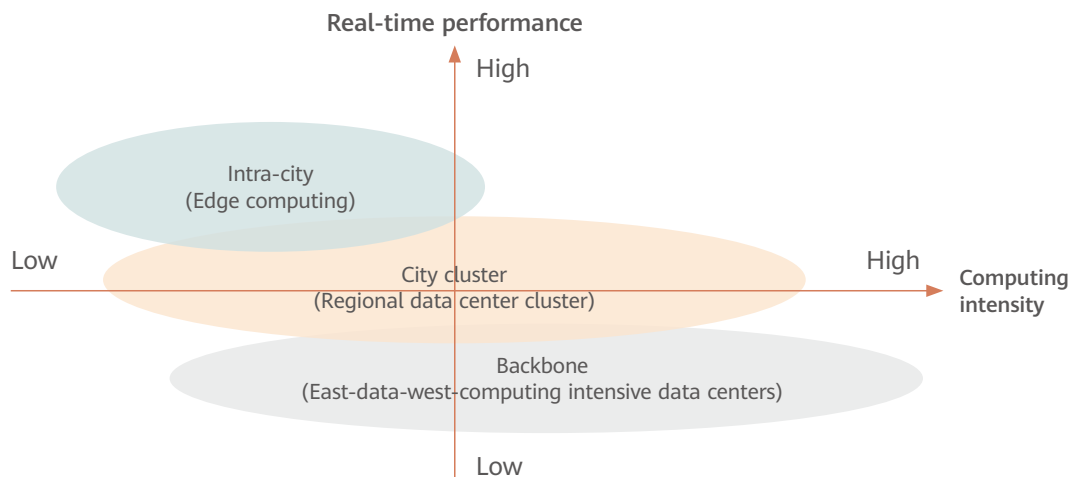 Real-time performance
High
Intra-city
(Edge computing)
Low
High
City cluster
(Regional data center cluster)
Computing
intensity
Backbone
(East-data-west-computing intensive data centers)
Low